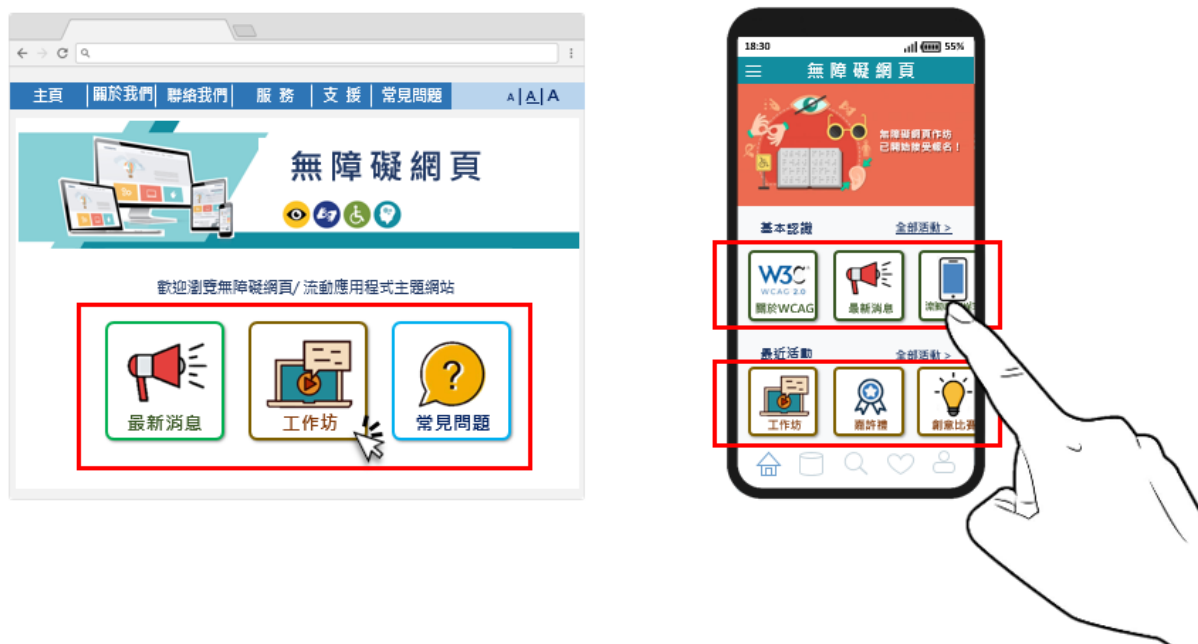 主頁 關於我們 聯絡我們 服務 支援 常見問題 A A A
無障礙網頁
歡迎瀏覽無障礙網頁/ 流動應用程式主題網站
最新消息 工作坊 常見問題
?
18:30 55%
無障礙網頁
無障礙網頁作坊
已開始接受報名！
基本認識 全部活動 >
W3C
WCAG 2.0
關於WCAG 最新消息
最近活動 全部活動 >
工作坊 嘉許禮 創意比賽